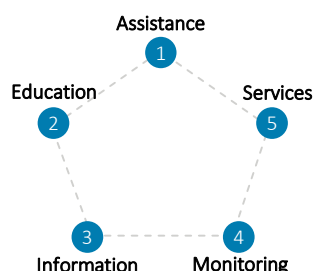 Assistance
1
Education
2
Services
5
3
Information
4
Monitoring